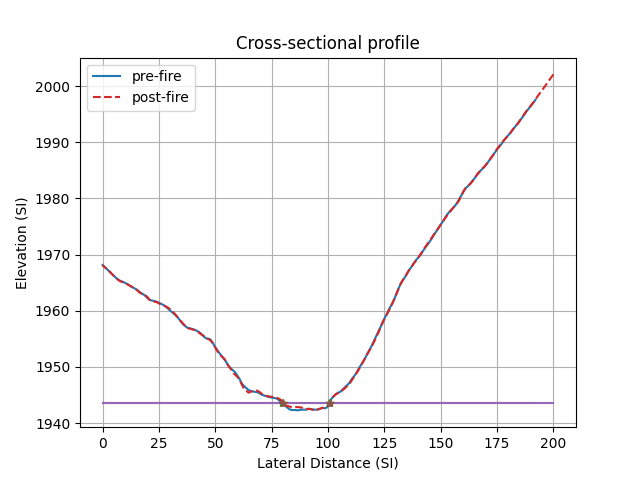 Cross-sectional profile
pre-fire
post-fire
2000
1990
1980
1970
1960
1950
1940
Elevation (SI)
0 25 50 75 100 125 150 175 200
Lateral Distance (SI)